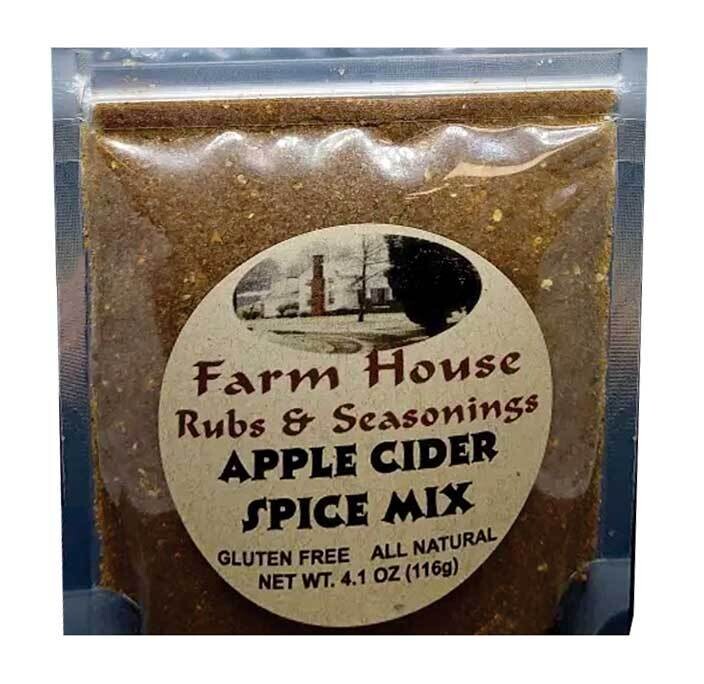 Farm House
Rubs & Seasonings
APPLE CIDER
SPICE MIX
GLUTEN FREE ALL NATURAL
NET WT. 4.1 OZ (116g)